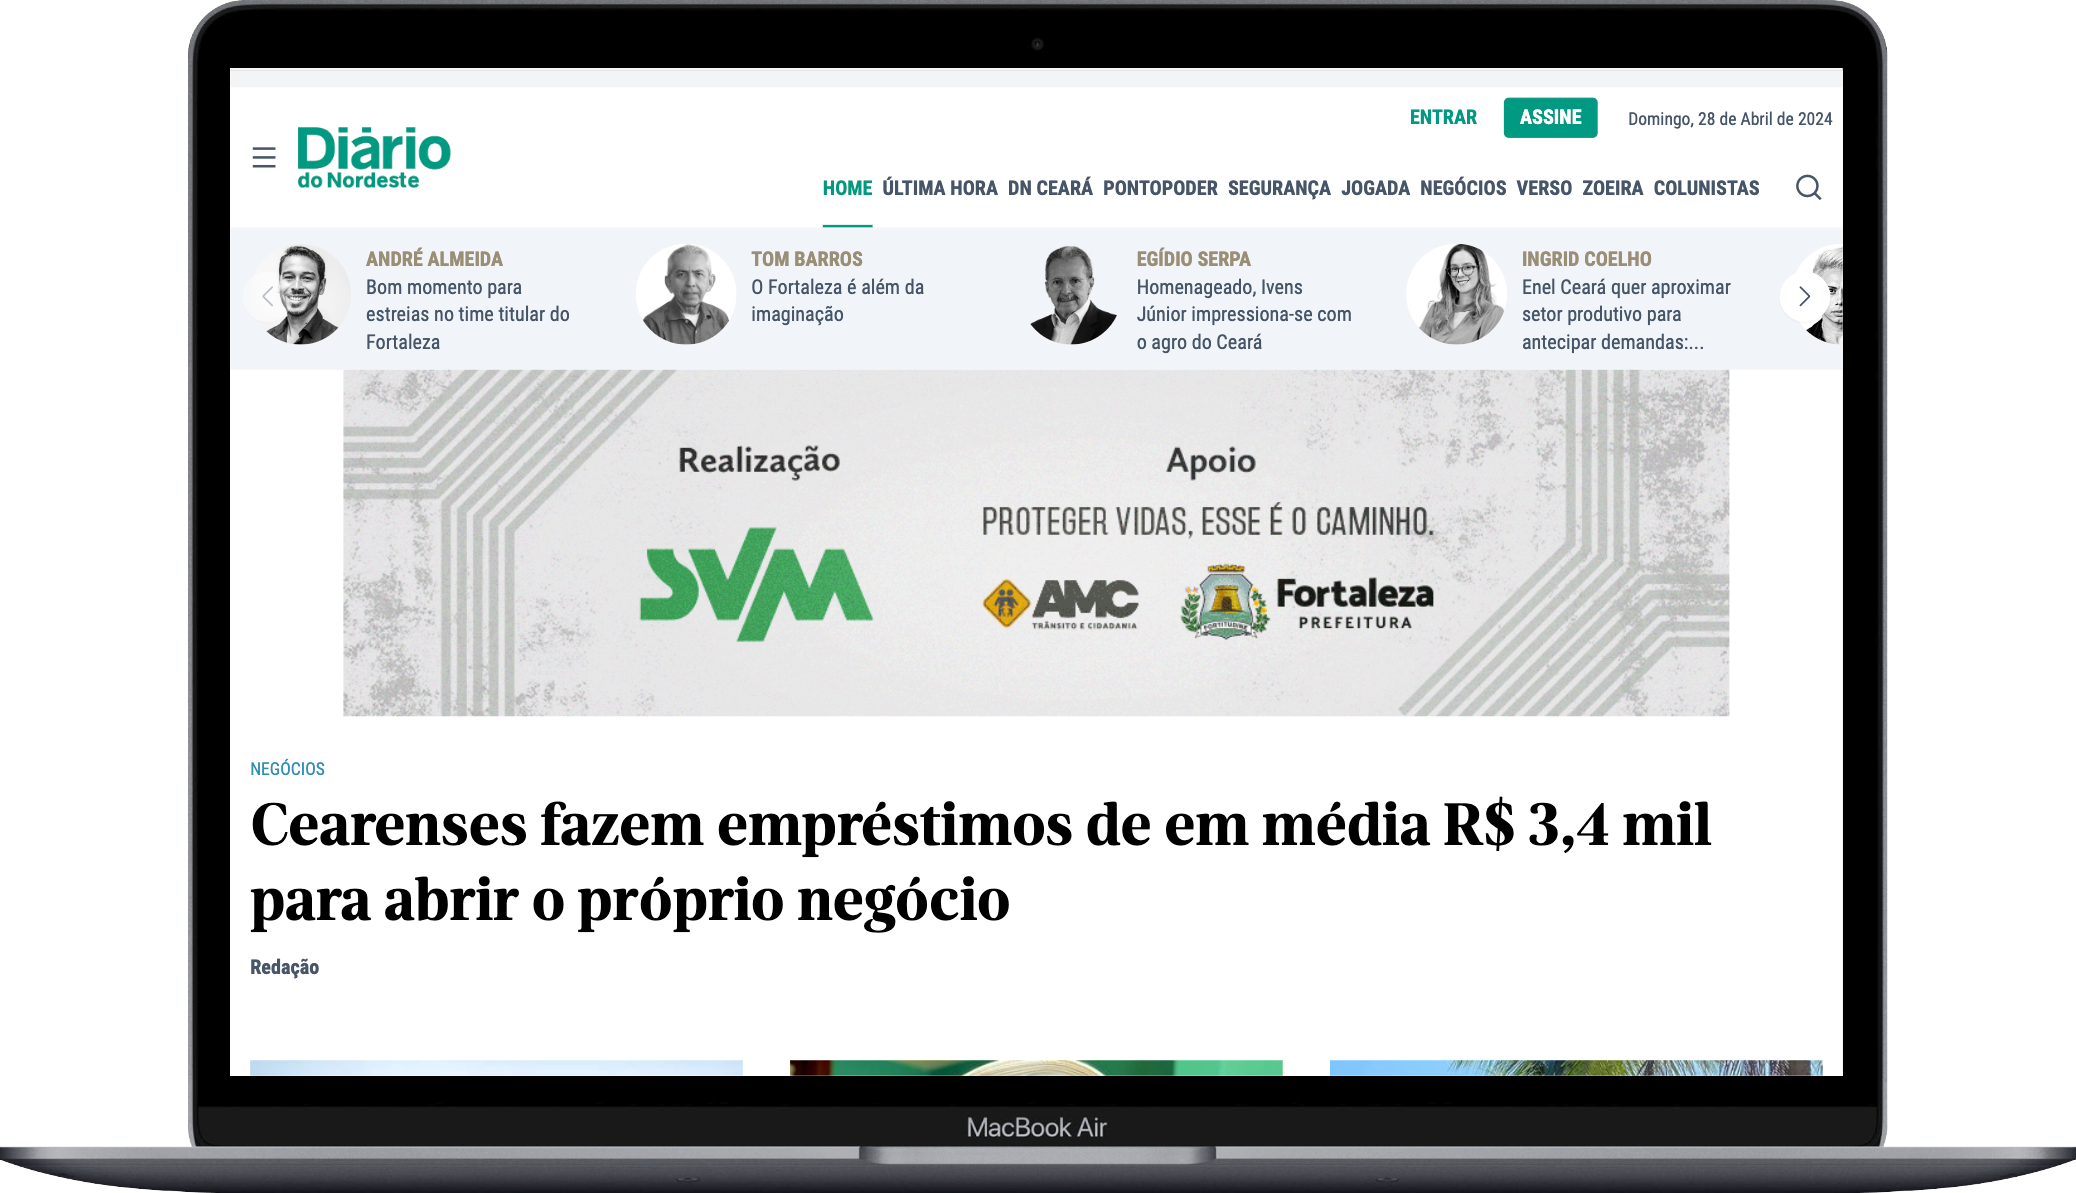 ENTRAR
ASSINE
Domingo, 28 de Abril de 2024
Diário
do Nordeste
HOME ÚLTIMA HORA DN CEARÁ PONTOPODER SEGURANÇA JOGADA NEGÓCIOS VERSO ZOEIRA COLUNISTAS
ANDRÉ ALMEIDA
Bom momento para
estreias no time titular do
Fortaleza
TOM BARROS
O Fortaleza é além da
imaginação
EGÍDIO SERPA
Homenageado, Ivens
Júnior impressiona-se com
o agro do Ceará
INGRID COELHO
Enel Ceará quer aproximar
setor produtivo para
antecipar demandas:...
Realização
SVM
Apoio
PROTEGER VIDAS, ESSE É O CAMINHO.
AMC
TRÂNSITO E CIDADANIA
FORTITUDINE
Fortaleza
PREFEITURA
NEGÓCIOS
Cearenses fazem empréstimos de em média R$ 3,4 mil
para abrir o próprio negócio
Redação
MacBook Air